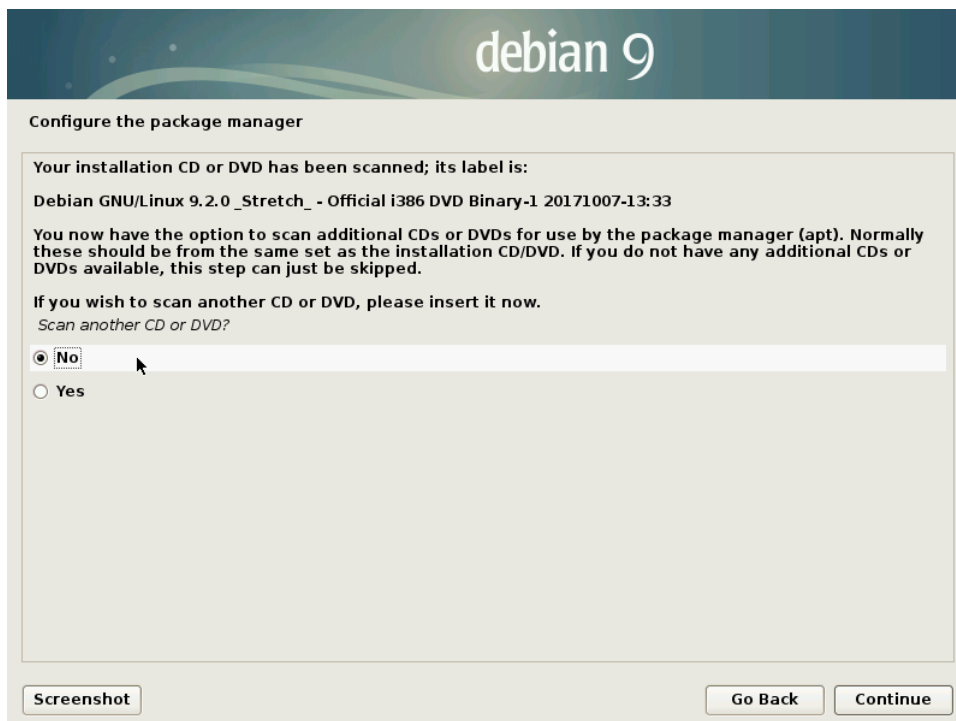 debian 9
Configure the package manager
Your installation CD or DVD has been scanned; its label is:
Debian GNU/Linux 9.2.0 _Stretch_ - Official i386 DVD Binary-1 20171007-13:33
You now have the option to scan additional CDs or DVDs for use by the package manager (apt). Normally
these should be from the same set as the installation CD/DVD. If you do not have any additional CDs or
DVDs available, this step can just be skipped.
If you wish to scan another CD or DVD, please insert it now.
Scan another CD or DVD?
No
Yes
Screenshot
Go Back
Continue